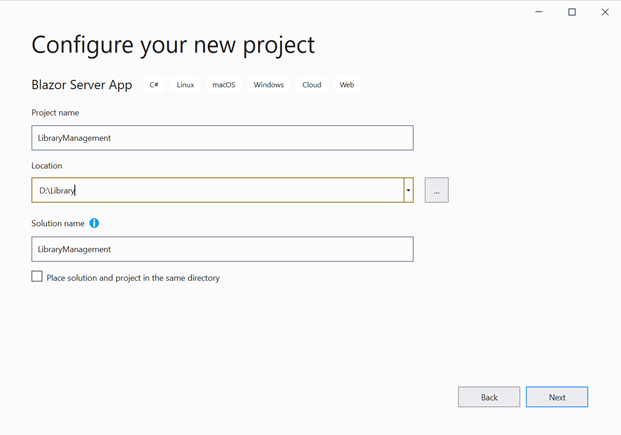 Configure your new project
Blazor Server App C# Linux macOS Windows Cloud Web
Project name
LibraryManagement
Location
D:\Library
...
Solution name
LibraryManagement
Place solution and project in the same directory
Back Next